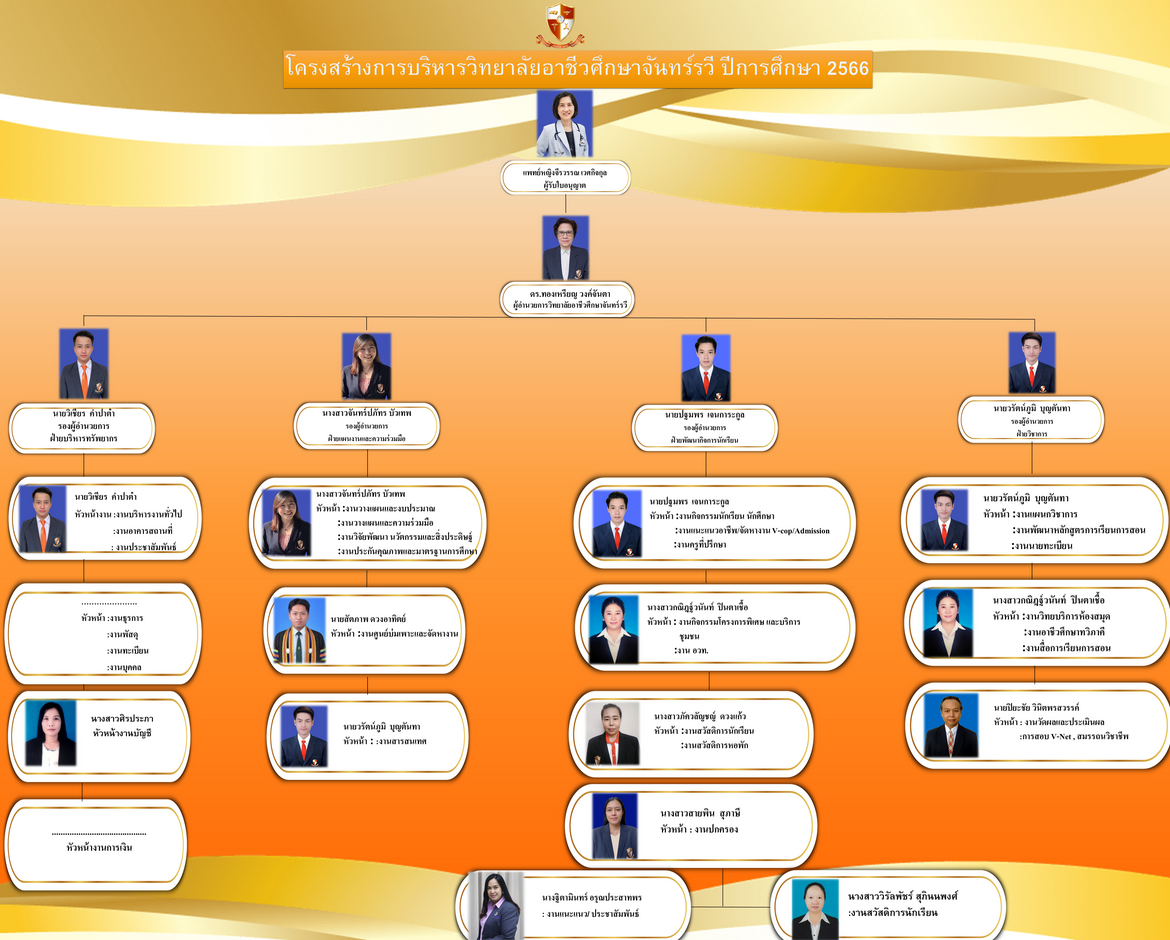 โครงสร้างการบริหารวิทยาลัยอาชีวศึกษาจันทร์รวี ปีการศึกษา 2566
แพทย์หญิงจีรวรรณ เวศกิจกุล
ผู้รับใบอนุญาต
ดร.ทองเหรียญ วงค์จันตา
ผู้อำนวยการวิทยาลัยอาชีวศึกษาจันทร์รวี
นายวิเชียร คำปาต๋ำ
รองผู้อำนวยการ
ฝ่ายบริหารทรัพยากร
นางสาวจันทร์ปภัทร บัวเทพ
รองผู้อำนวยการ
ฝ่ายแผนงานและความร่วมมือ
นายปฐมพร เจนการะกูล
รองผู้อำนวยการ
ฝ่ายพัฒนากิจการนักเรียน
นายวรัตน์ภูมิ บุญตันทา
รองผู้อำนวยการ
ฝ่ายวิชาการ
นายวิเชียร คำปาต๋ำ
หัวหน้างาน :งานบริหารงานทั่วไป
:งานอาคารสถานที่
: งานประชาสัมพันธ์
......................
หัวหน้า :งานธุรการ
:งานพัสดุ
:งานทะเบียน
:งานบุคคล
นางสาวศิรประภา
หัวหน้างานบัญชี
............................................
หัวหน้างานการเงิน
นางสาวจันทร์ปภัทร บัวเทพ
หัวหน้า :งานวางแผนและงบประมาณ
:งานวางแผนและความร่วมมือ
:งานวิจัยพัฒนา นวัตกรรมและสิ่งประดิษฐ์
:งานประกันคุณภาพและมาตรฐานการศึกษา
นายสัตภาพ ดวงอาทิตย์
หัวหน้า :งานศูนย์บ่มเพาะและจัดหางาน
นายวรัตน์ภูมิ บุญตันทา
หัวหน้า : :งานสารสนเทศ
นายปฐมพร เจนการะกูล
หัวหน้า :งานกิจกรรมนักเรียน นักศึกษา
:งานแนะแนวอาชีพ/จัดหางาน V-cop/Admission
:งานครูที่ปรึกษา
นางสาวกณิฎฐ์วนันท์ ปินตาเชื้อ
หัวหน้า : งานกิจกรรมโครงการพิเศษ และบริการ
ชุมชน
:งาน อวท.
นางสาวภัควลัญชญ์ ดวงแก้ว
หัวหน้า :งานสวัสดิการนักเรียน
:งานสวัสดิการหอพัก
นางสาวสายพิน สุภายี
หัวหน้า : งานปกครอง
นางฐิตามินทร์ อรุณประสาทพร
: งานแนะแนว/ ประชาสัมพันธ์
นางสาววิรัลพัชร์ สุภินนพงศ์
:งานสวัสดิการนักเรียน
นายวรัตน์ภูมิ บุญตันทา
หัวหน้า :งานแผนกวิชาการ
:งานพัฒนาหลักสูตรการเรียนการสอน
:งานนายทะเบียน
นางสาวกณิฎฐ์วนันท์ ปินตาเชื้อ
หัวหน้า :งานวิทยบริการห้องสมุด
:งานอาชีวศึกษาทวิภาคี
:งานสื่อการเรียนการสอน
นายปิยะชัย วินิตพรสวรรค์
หัวหน้า : งานวัดผลและประเมินผล
:การสอบ V-Net , สมรรถนวิชาชีพ